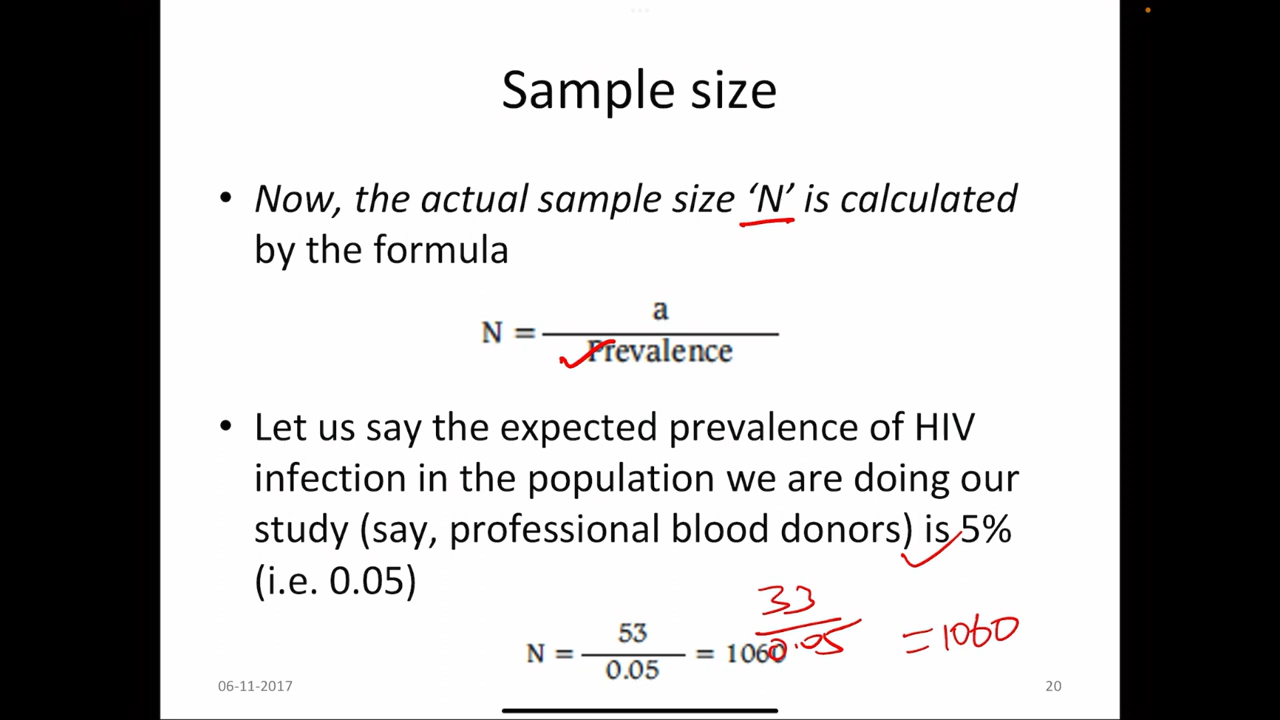 Sample size
• Now, the actual sample size ‘N’ is calculated
by the formula
N = a / Prevalence
• Let us say the expected prevalence of HIV
infection in the population we are doing our
study (say, professional blood donors) is 5%
(i.e. 0.05)
N = 53 / 0.05 = 1060
33 / 0.05 = 1060
06-11-2017
20